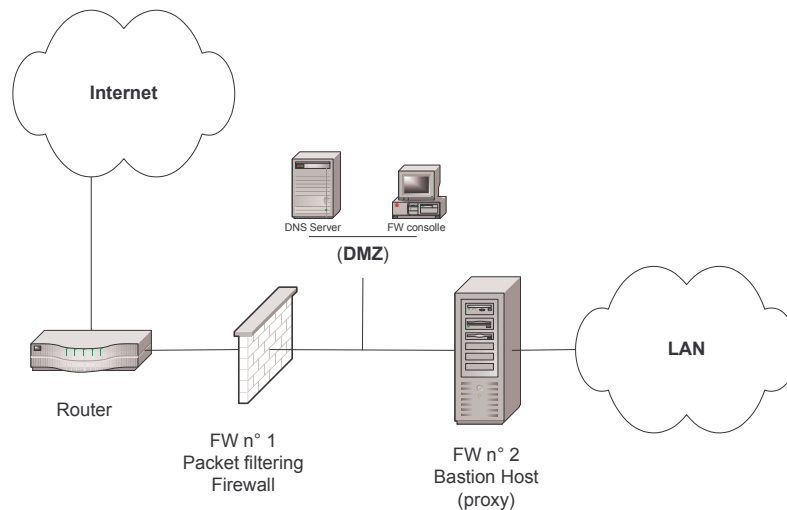 Internet
DNS Server
FW consolle
(DMZ)
LAN
Router
FW n° 1
Packet filtering
Firewall
FW n° 2
Bastion Host
(proxy)